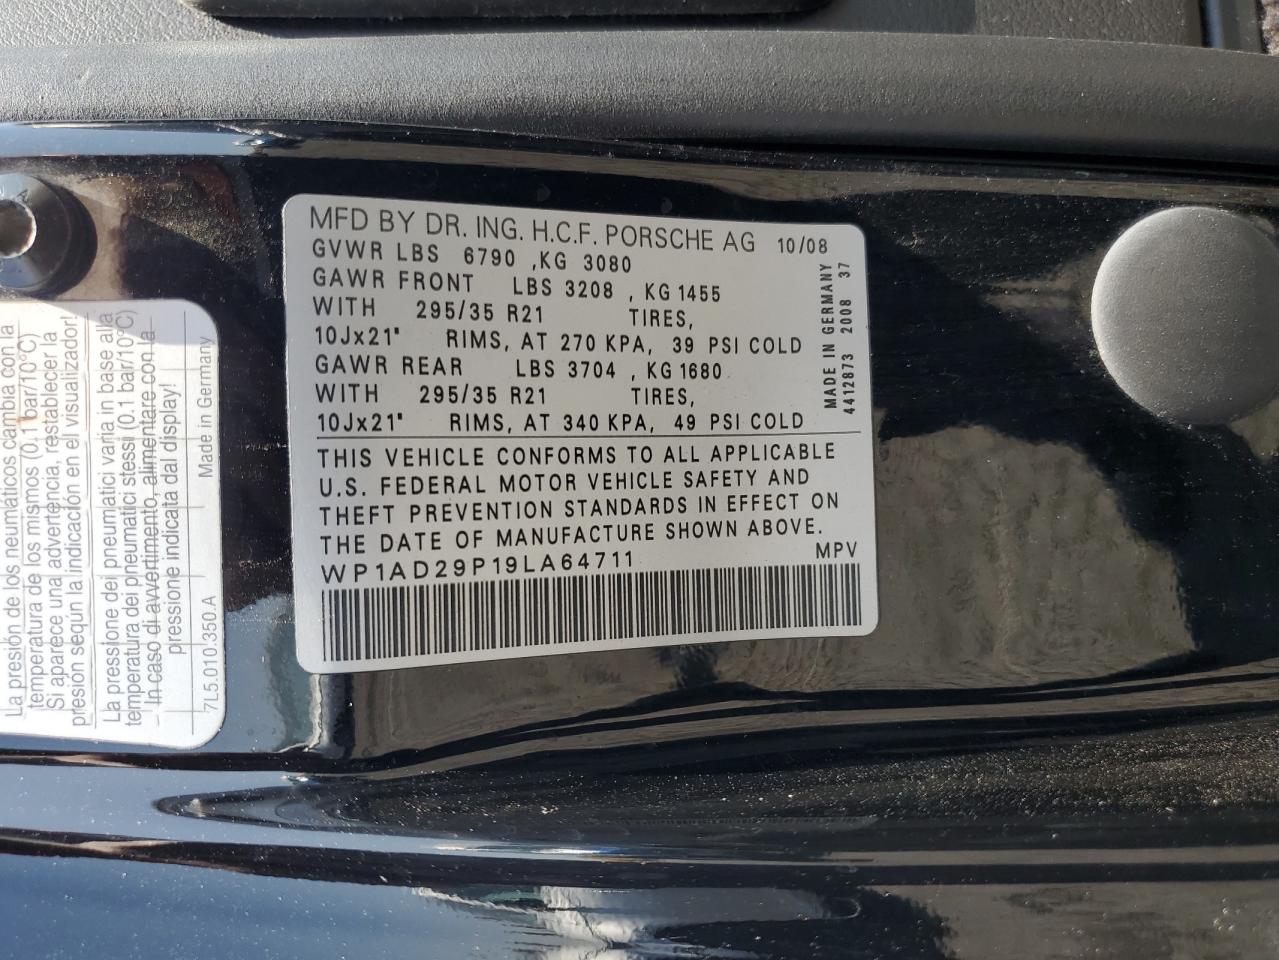 MFD BY DR. ING. H.C.F. PORSCHE AG 10/08
GVWR LBS 6790 ,KG 3080
GAWR FRONT LBS 3208 , KG 1455
WITH 295/35 R21 TIRES,
10Jx21" RIMS, AT 270 KPA, 39 PSI COLD
GAWR REAR LBS 3704 , KG 1680
WITH 295/35 R21 TIRES,
10Jx21" RIMS, AT 340 KPA, 49 PSI COLD
MADE IN GERMANY
4412873 2008 37
THIS VEHICLE CONFORMS TO ALL APPLICABLE
U.S. FEDERAL MOTOR VEHICLE SAFETY AND
THEFT PREVENTION STANDARDS IN EFFECT ON
THE DATE OF MANUFACTURE SHOWN ABOVE.
WP1AD29P19LA64711 MPV
La presión de los neumáticos cambia con la
temperatura de los mismos (0.1 bar/10°C)
Si aparece una advertencia, restablecer la
presión según la indicación en el visualizador!
La pressione dei pneumatici varia in base alla
temperatura dei pneumatici stessi (0.1 bar/10°C)
In caso di avvertimento, alimentare con la
pressione indicata dal display!
7L5.010.350.A Made in Germany